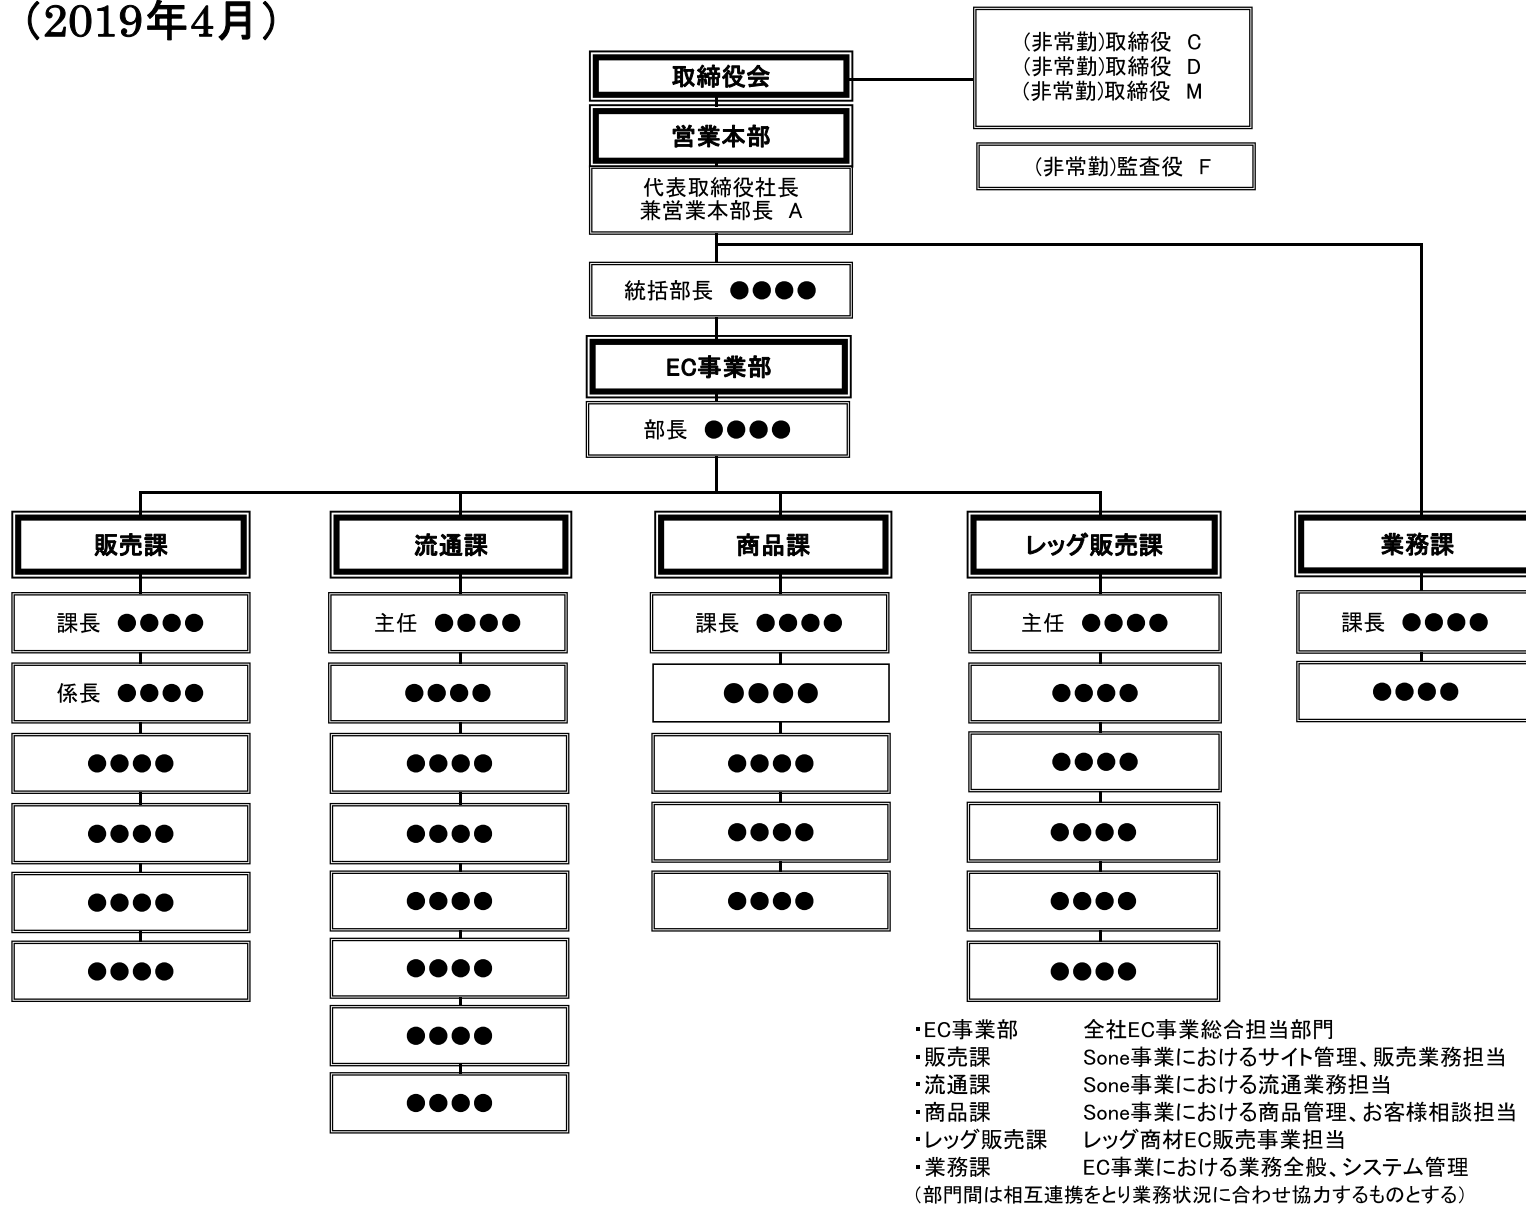 （2019年4月）
(非常勤)取締役　C
(非常勤)取締役　D
(非常勤)取締役　M
取締役会
営業本部
(非常勤)監査役　F
代表取締役社長
兼営業本部長　A
統括部長　●●●●
EC事業部
部長　●●●●
販売課
課長　●●●●
係長　●●●●
●●●●
●●●●
●●●●
●●●●
流通課
主任　●●●●
●●●●
●●●●
●●●●
●●●●
●●●●
●●●●
●●●●
商品課
課長　●●●●
●●●●
●●●●
●●●●
●●●●
レッグ販売課
主任　●●●●
●●●●
●●●●
●●●●
●●●●
●●●●
業務課
課長　●●●●
●●●●
・EC事業部　全社EC事業総合担当部門
・販売課　Sone事業におけるサイト管理、販売業務担当
・流通課　Sone事業における流通業務担当
・商品課　Sone事業における商品管理、お客様相談担当
・レッグ販売課　レッグ商材EC販売事業担当
・業務課　EC事業における業務全般、システム管理
（部門間は相互連携をとり業務状況に合わせ協力するものとする）